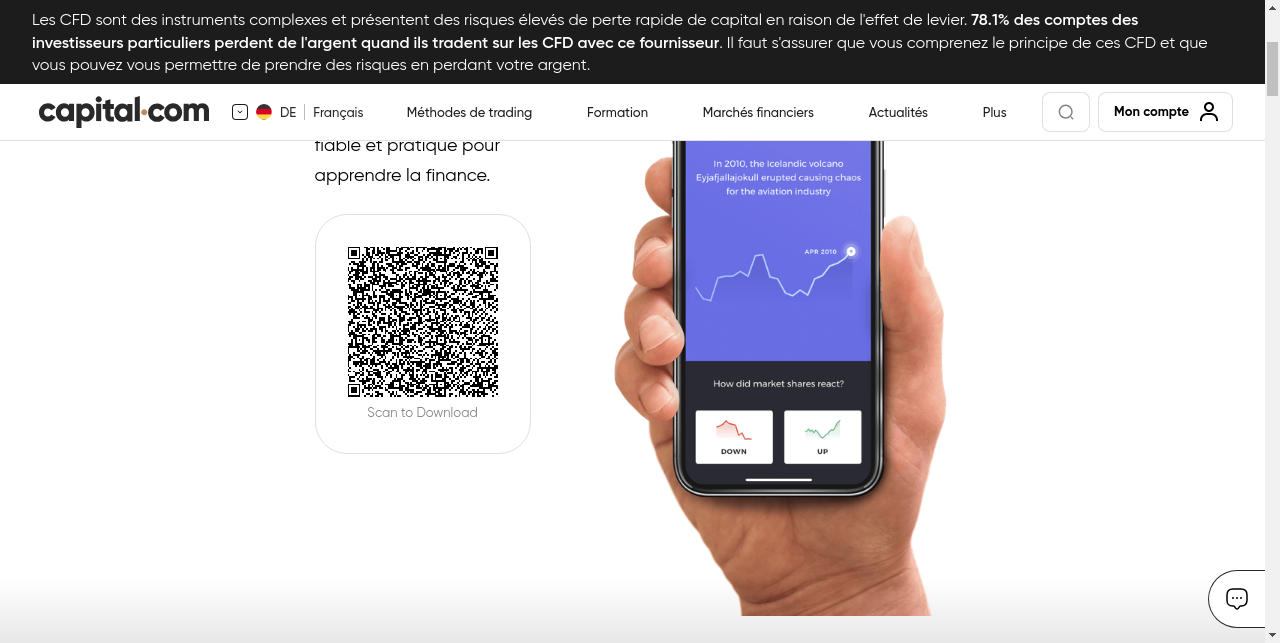 Les CFD sont des instruments complexes et présentent des risques élevés de perte rapide de capital en raison de l'effet de levier. 78.1% des comptes des
investisseurs particuliers perdent de l'argent quand ils tradent sur les CFD avec ce fournisseur. Il faut s'assurer que vous comprenez le principe de ces CFD et que
vous pouvez vous permettre de prendre des risques en perdant votre argent.
capital.com DE Français Méthodes de trading Formation Marchés financiers Actualités Plus Mon compte
fiable et pratique pour
apprendre la finance.
Scan to Download
In 2010, the Icelandic volcano
Eyjafjallajokull erupted causing chaos
for the aviation industry
APR 2010
How did market shares react?
DOWN UP